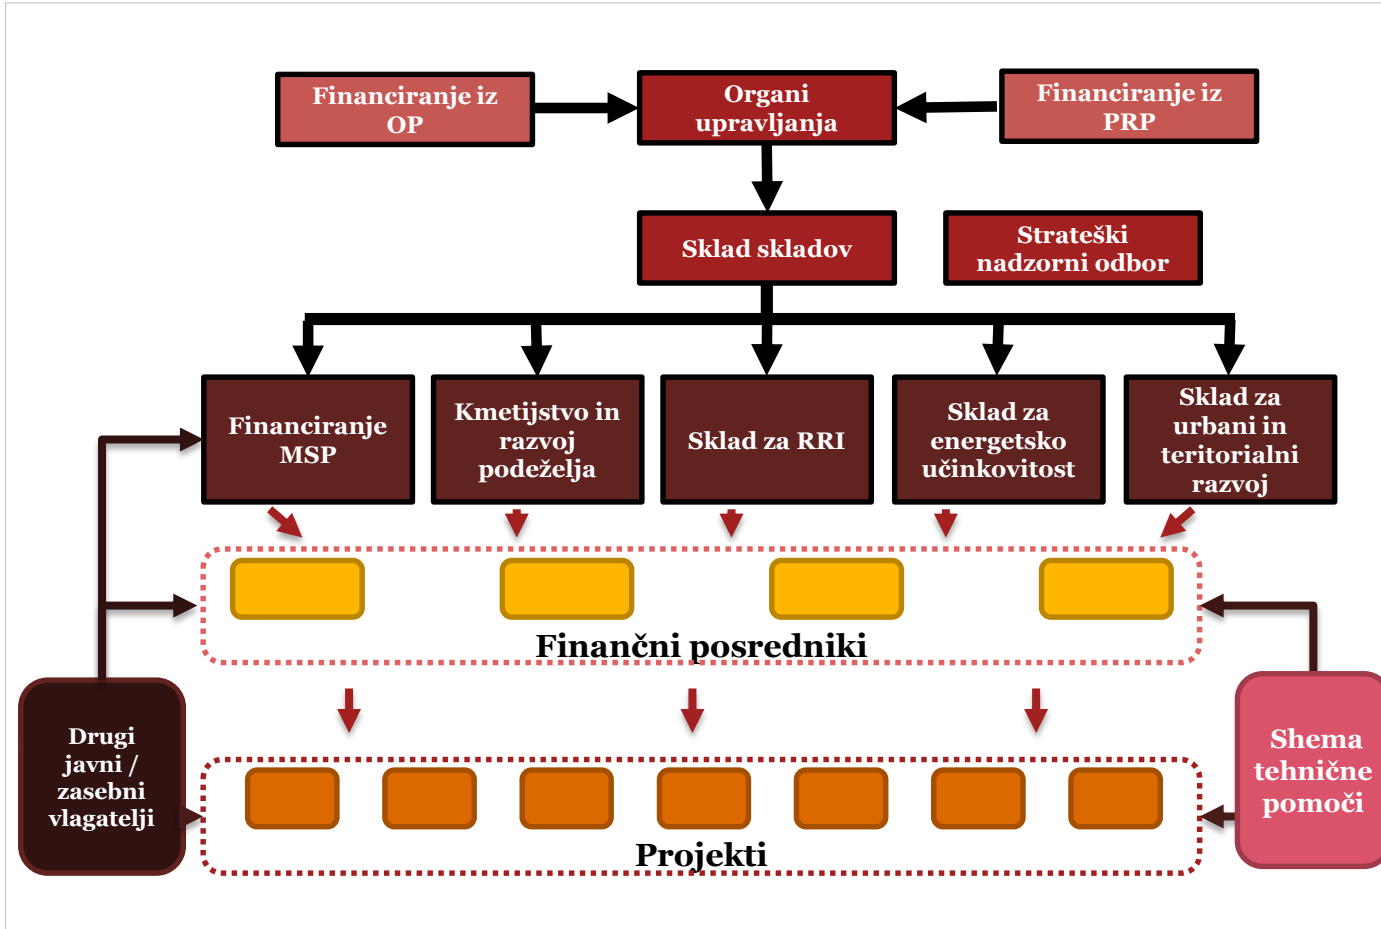 Financiranje iz
OP
Organi
upravljanja
Financiranje iz
PRP
Sklad skladov
Strateški
nadzorni odbor
Financiranje
MSP
Kmetijstvo in
razvoj
podeželja
Sklad za RRI
Sklad za
energetsko
učinkovitost
Sklad za
urbani in
teritorialni
razvoj
Finančni posredniki
Drugi
javni /
zasebni
vlagatelji
Shema
tehnične
pomoči
Projekti